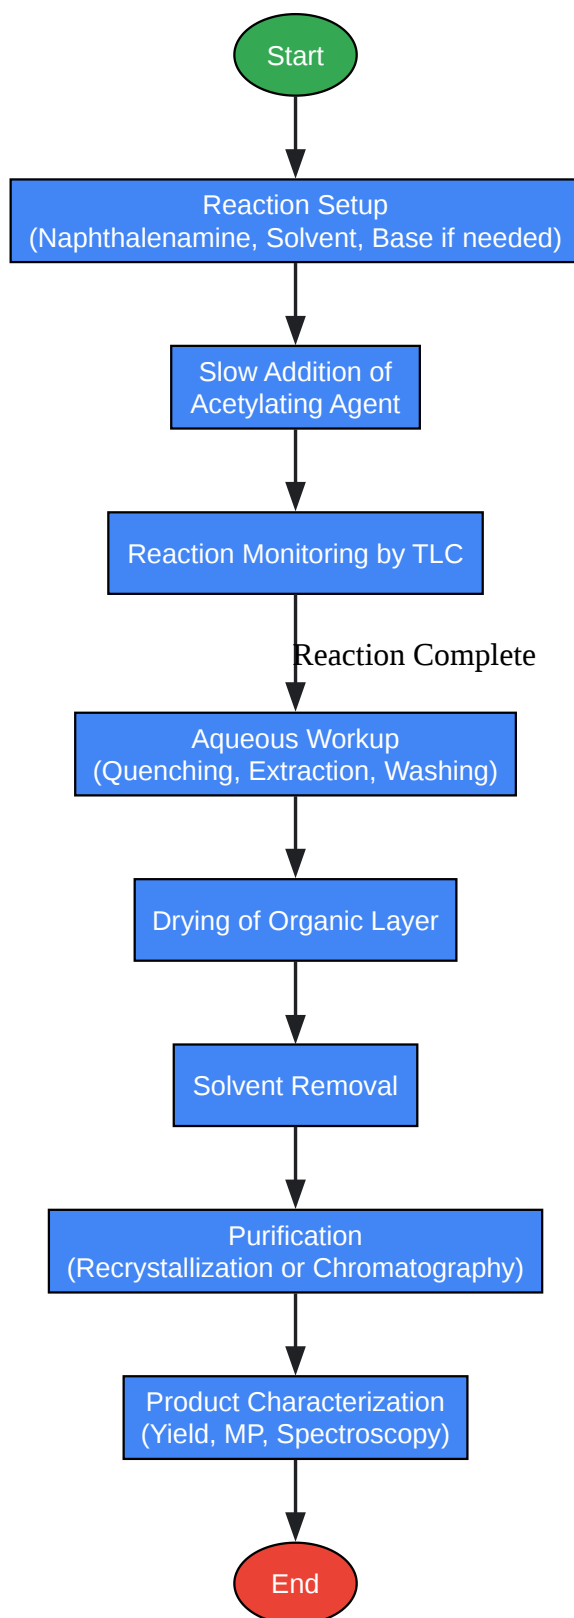 Start
Reaction Setup
(Naphthalenamine, Solvent, Base if needed)
Slow Addition of
Acetylating Agent
Reaction Monitoring by TLC
Reaction Complete
Aqueous Workup
(Quenching, Extraction, Washing)
Drying of Organic Layer
Solvent Removal
Purification
(Recrystallization or Chromatography)
Product Characterization
(Yield, MP, Spectroscopy)
End